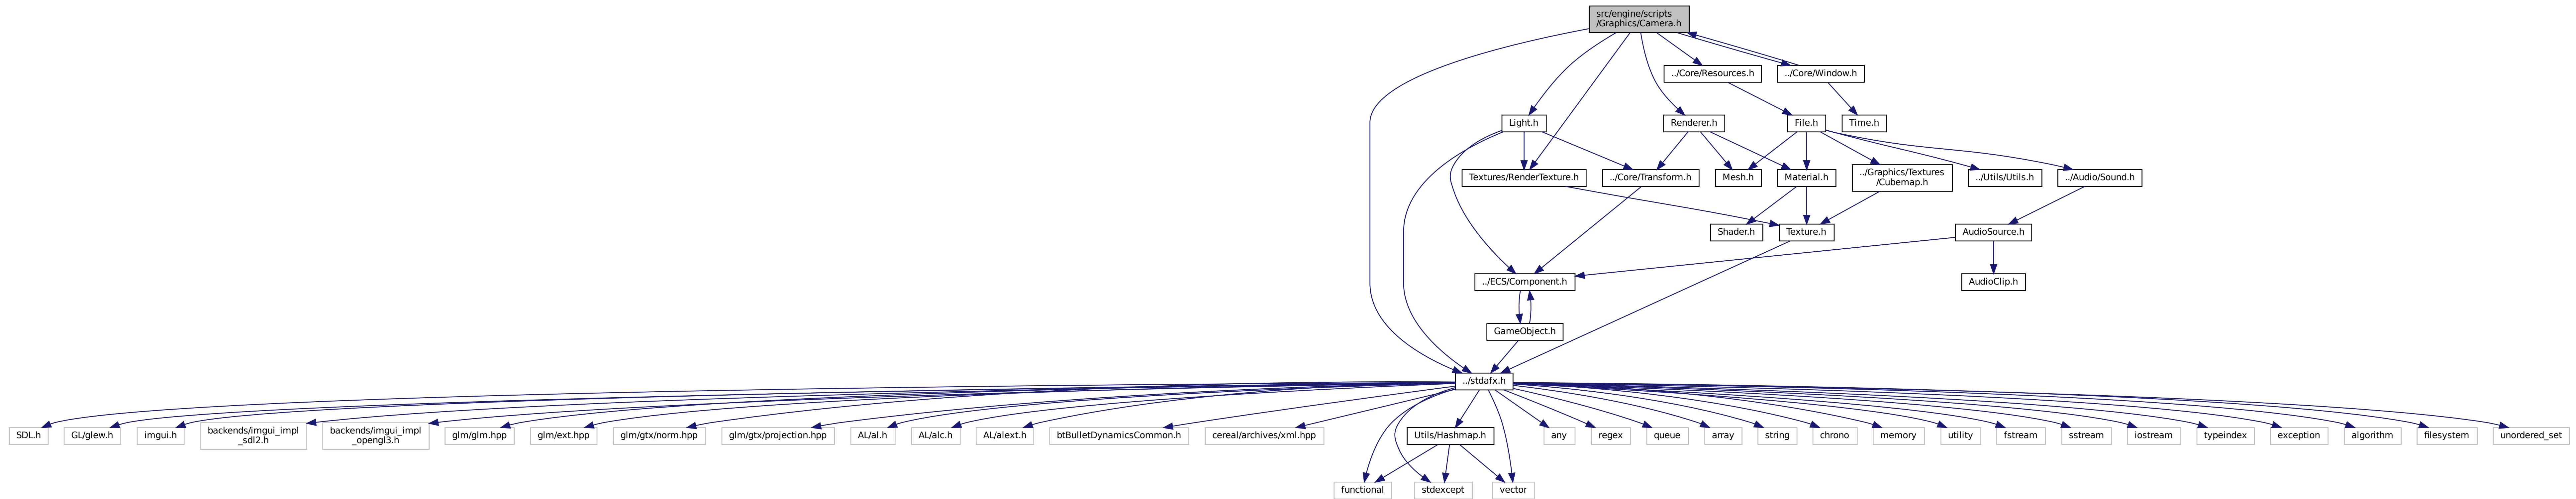 src/engine/scripts
/Graphics/Camera.h
../Core/Resources.h
../Core/Window.h
Light.h
Renderer.h
File.h
Time.h
Textures/RenderTexture.h
../Core/Transform.h
Mesh.h
Material.h
../Graphics/Textures
/Cubemap.h
../Utils/Utils.h
../Audio/Sound.h
Shader.h
Texture.h
AudioSource.h
../ECS/Component.h
AudioClip.h
GameObject.h
../stdafx.h
SDL.h
GL/glew.h
imgui.h
backends/imgui_impl
_sdl2.h
backends/imgui_impl
_opengl3.h
glm/glm.hpp
glm/ext.hpp
glm/gtx/norm.hpp
glm/gtx/projection.hpp
AL/al.h
AL/alc.h
AL/alext.h
btBulletDynamicsCommon.h
cereal/archives/xml.hpp
Utils/Hashmap.h
any
regex
queue
array
string
chrono
memory
utility
fstream
sstream
iostream
typeindex
exception
algorithm
filesystem
unordered_set
functional
stdexcept
vector